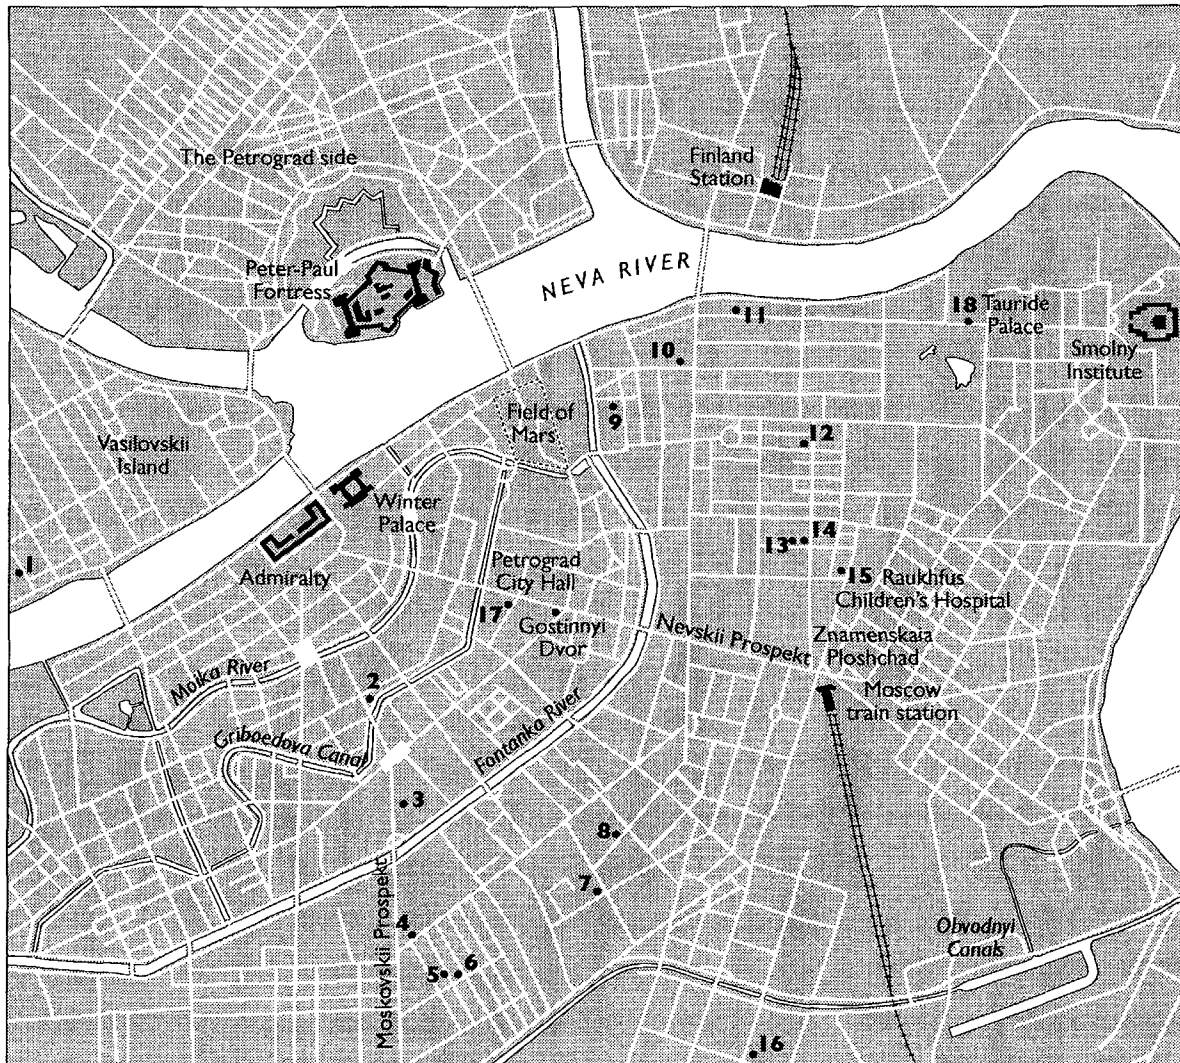 The Petrograd side
Finland
Station
Peter-Paul
Fortress
NEVA RIVER
11
18 Tauride
Palace
Smolny
Institute
10
Field of
Mars
9
Vasilovskii
Island
12
Winter
Palace
13 14
1
Admiralty
Petrograd
City Hall
15 Raukhfus
Children's Hospital
17
Gostinnyi
Dvor
Nevskii Prospekt
Znamenskaia
Ploshchad
Moika River
2
Moscow
train station
Griboedova Canal
Fontanka River
3
8
7
Moskovskii Prospekt
4
Obvodnyi
Canals
5 6
16